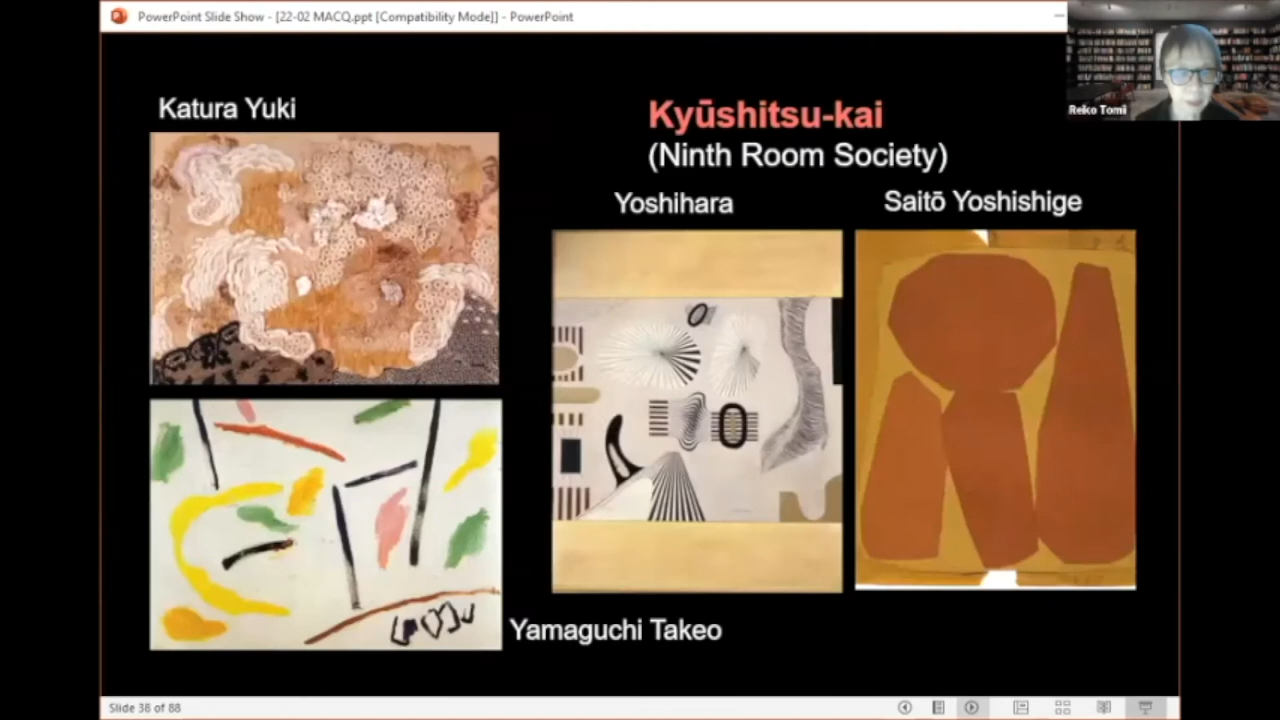 PowerPoint Slide Show - [22-02 MACQ.ppt [Compatibility Mode]] - PowerPoint
Reiko Tomii
Katura Yuki
Kyūshitsu-kai
(Ninth Room Society)
Yoshihara
Saitō Yoshishige
Yamaguchi Takeo
Slide 38 of 88